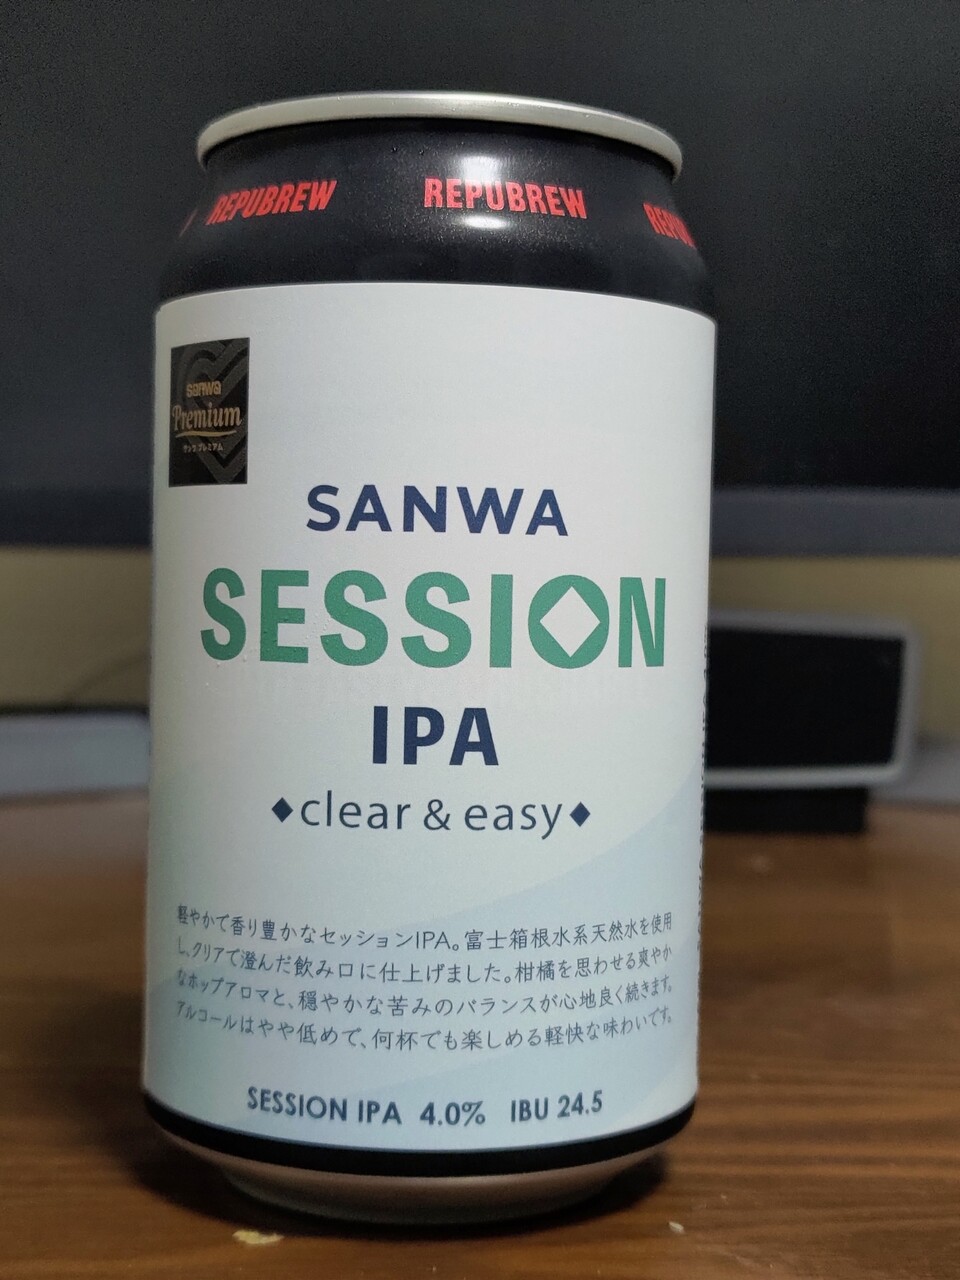 REPUBREW REPUBREW
sanwa
Premium
サンワ プレミアム
SANWA
SESSION
IPA
◆clear & easy◆
軽やかで香り豊かなセッションIPA。富士箱根水系天然水を使用
し、クリアで澄んだ飲み口に仕上げました。柑橘を思わせる爽やか
なホップアロマと、穏やかな苦みのバランスが心地良く続きます。
アルコールはやや低めで、何杯でも楽しめる軽快な味わいです。
SESSION IPA 4.0% IBU 24.5